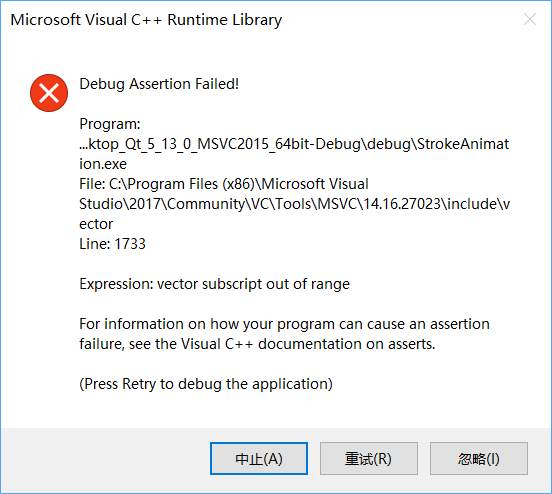 Microsoft Visual C++ Runtime Library
Debug Assertion Failed!
Program:
...ktop_Qt_5_13_0_MSVC2015_64bit-Debug\debug\StrokeAnimat
ion.exe
File: C:\Program Files (x86)\Microsoft Visual
Studio\2017\Community\VC\Tools\MSVC\14.16.27023\include\v
ector
Line: 1733
Expression: vector subscript out of range
For information on how your program can cause an assertion
failure, see the Visual C++ documentation on asserts.
(Press Retry to debug the application)
中止(A)
重试(R)
忽略(I)